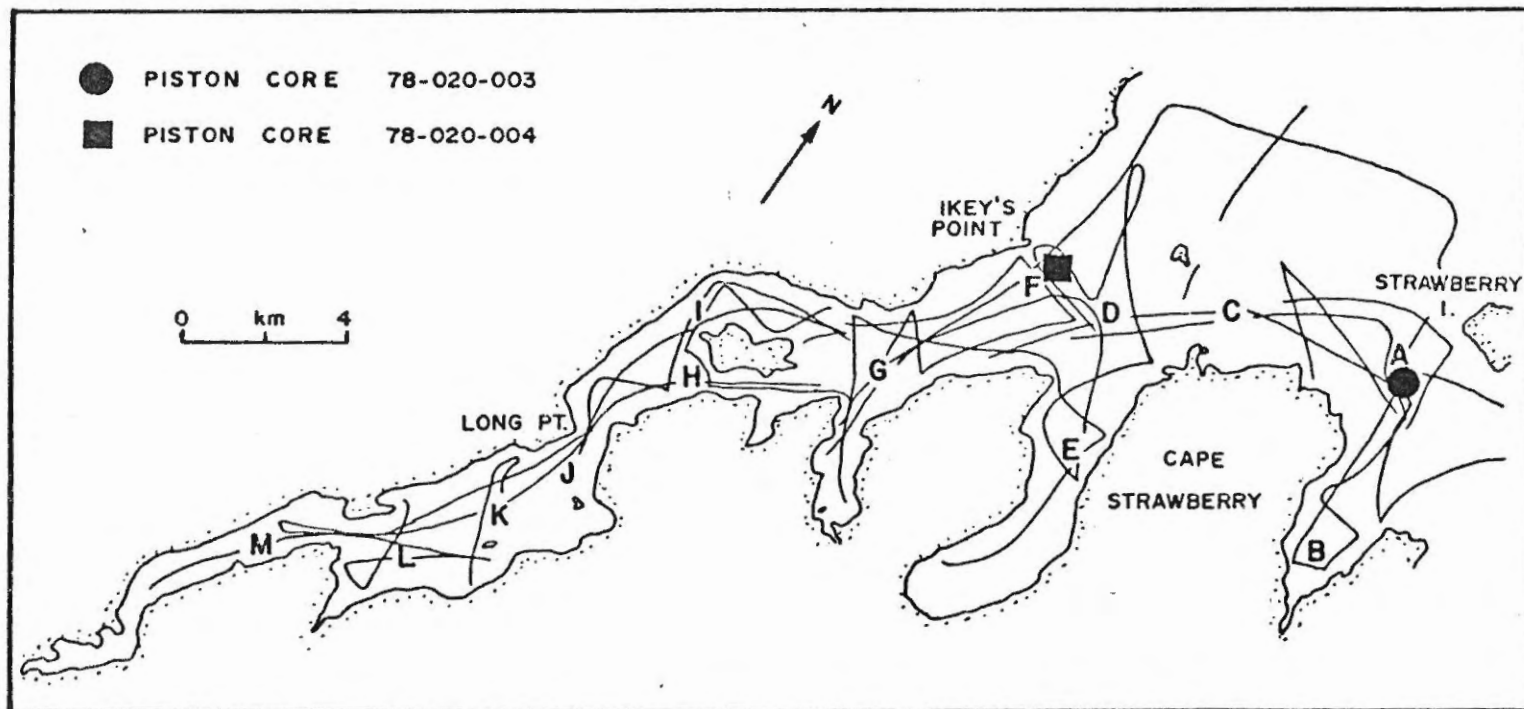 PISTON CORE 78-020-003
PISTON CORE 78-020-004
N
IKEY'S
POINT
0 km 4
STRAWBERRY
I.
LONG PT.
CAPE
STRAWBERRY
A
B
C
D
E
F
G
H
I
J
K
L
M